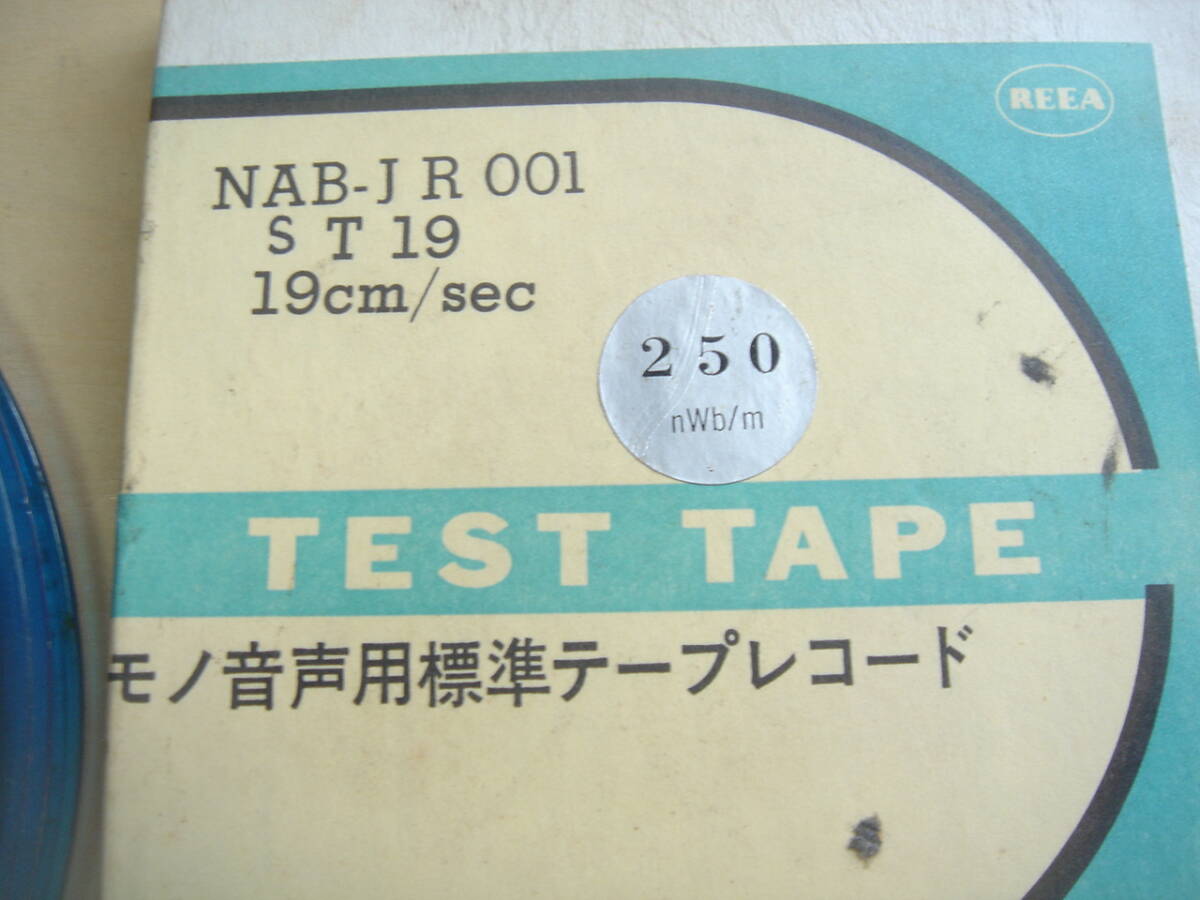 REEA
NAB-J R 001
S T 19
19cm/sec
250
nWb/m
TEST TAPE
モノ音声用標準テープレコード